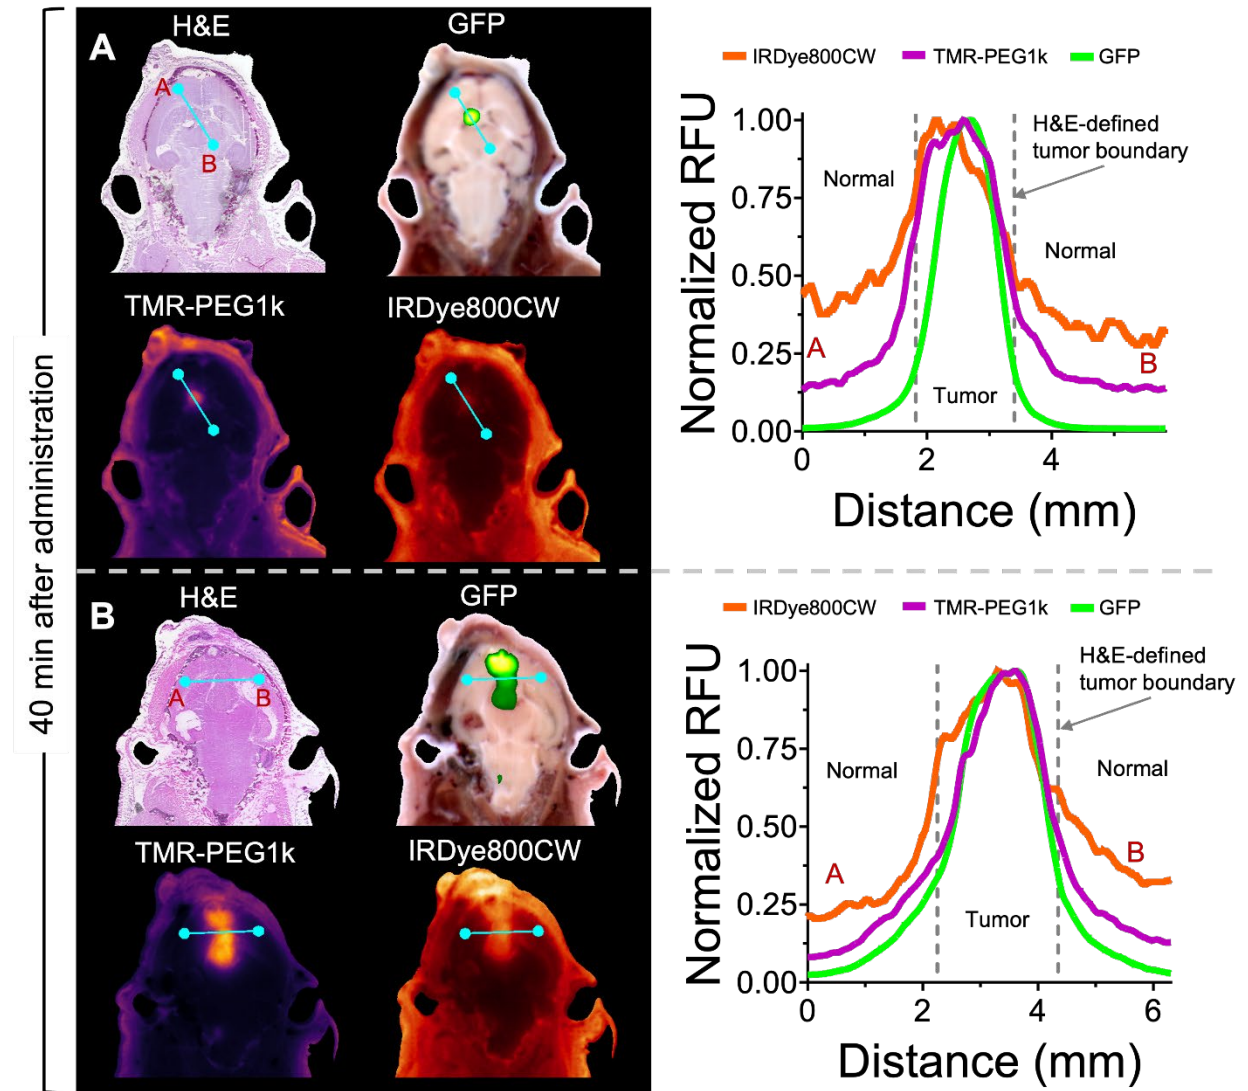 40 min after administration
A
H&E
GFP
A
B
TMR-PEG1k
IRDye800CW
IRDye800CW
TMR-PEG1k
GFP
Normalized RFU
1.00
0.75
0.50
0.25
0.00
Normal
H&E-defined
tumor boundary
Normal
A
B
Tumor
0
2
4
Distance (mm)
B
H&E
GFP
A
B
TMR-PEG1k
IRDye800CW
IRDye800CW
TMR-PEG1k
GFP
Normalized RFU
1.00
0.75
0.50
0.25
0.00
H&E-defined
tumor boundary
Normal
Normal
A
B
Tumor
0
2
4
6
Distance (mm)